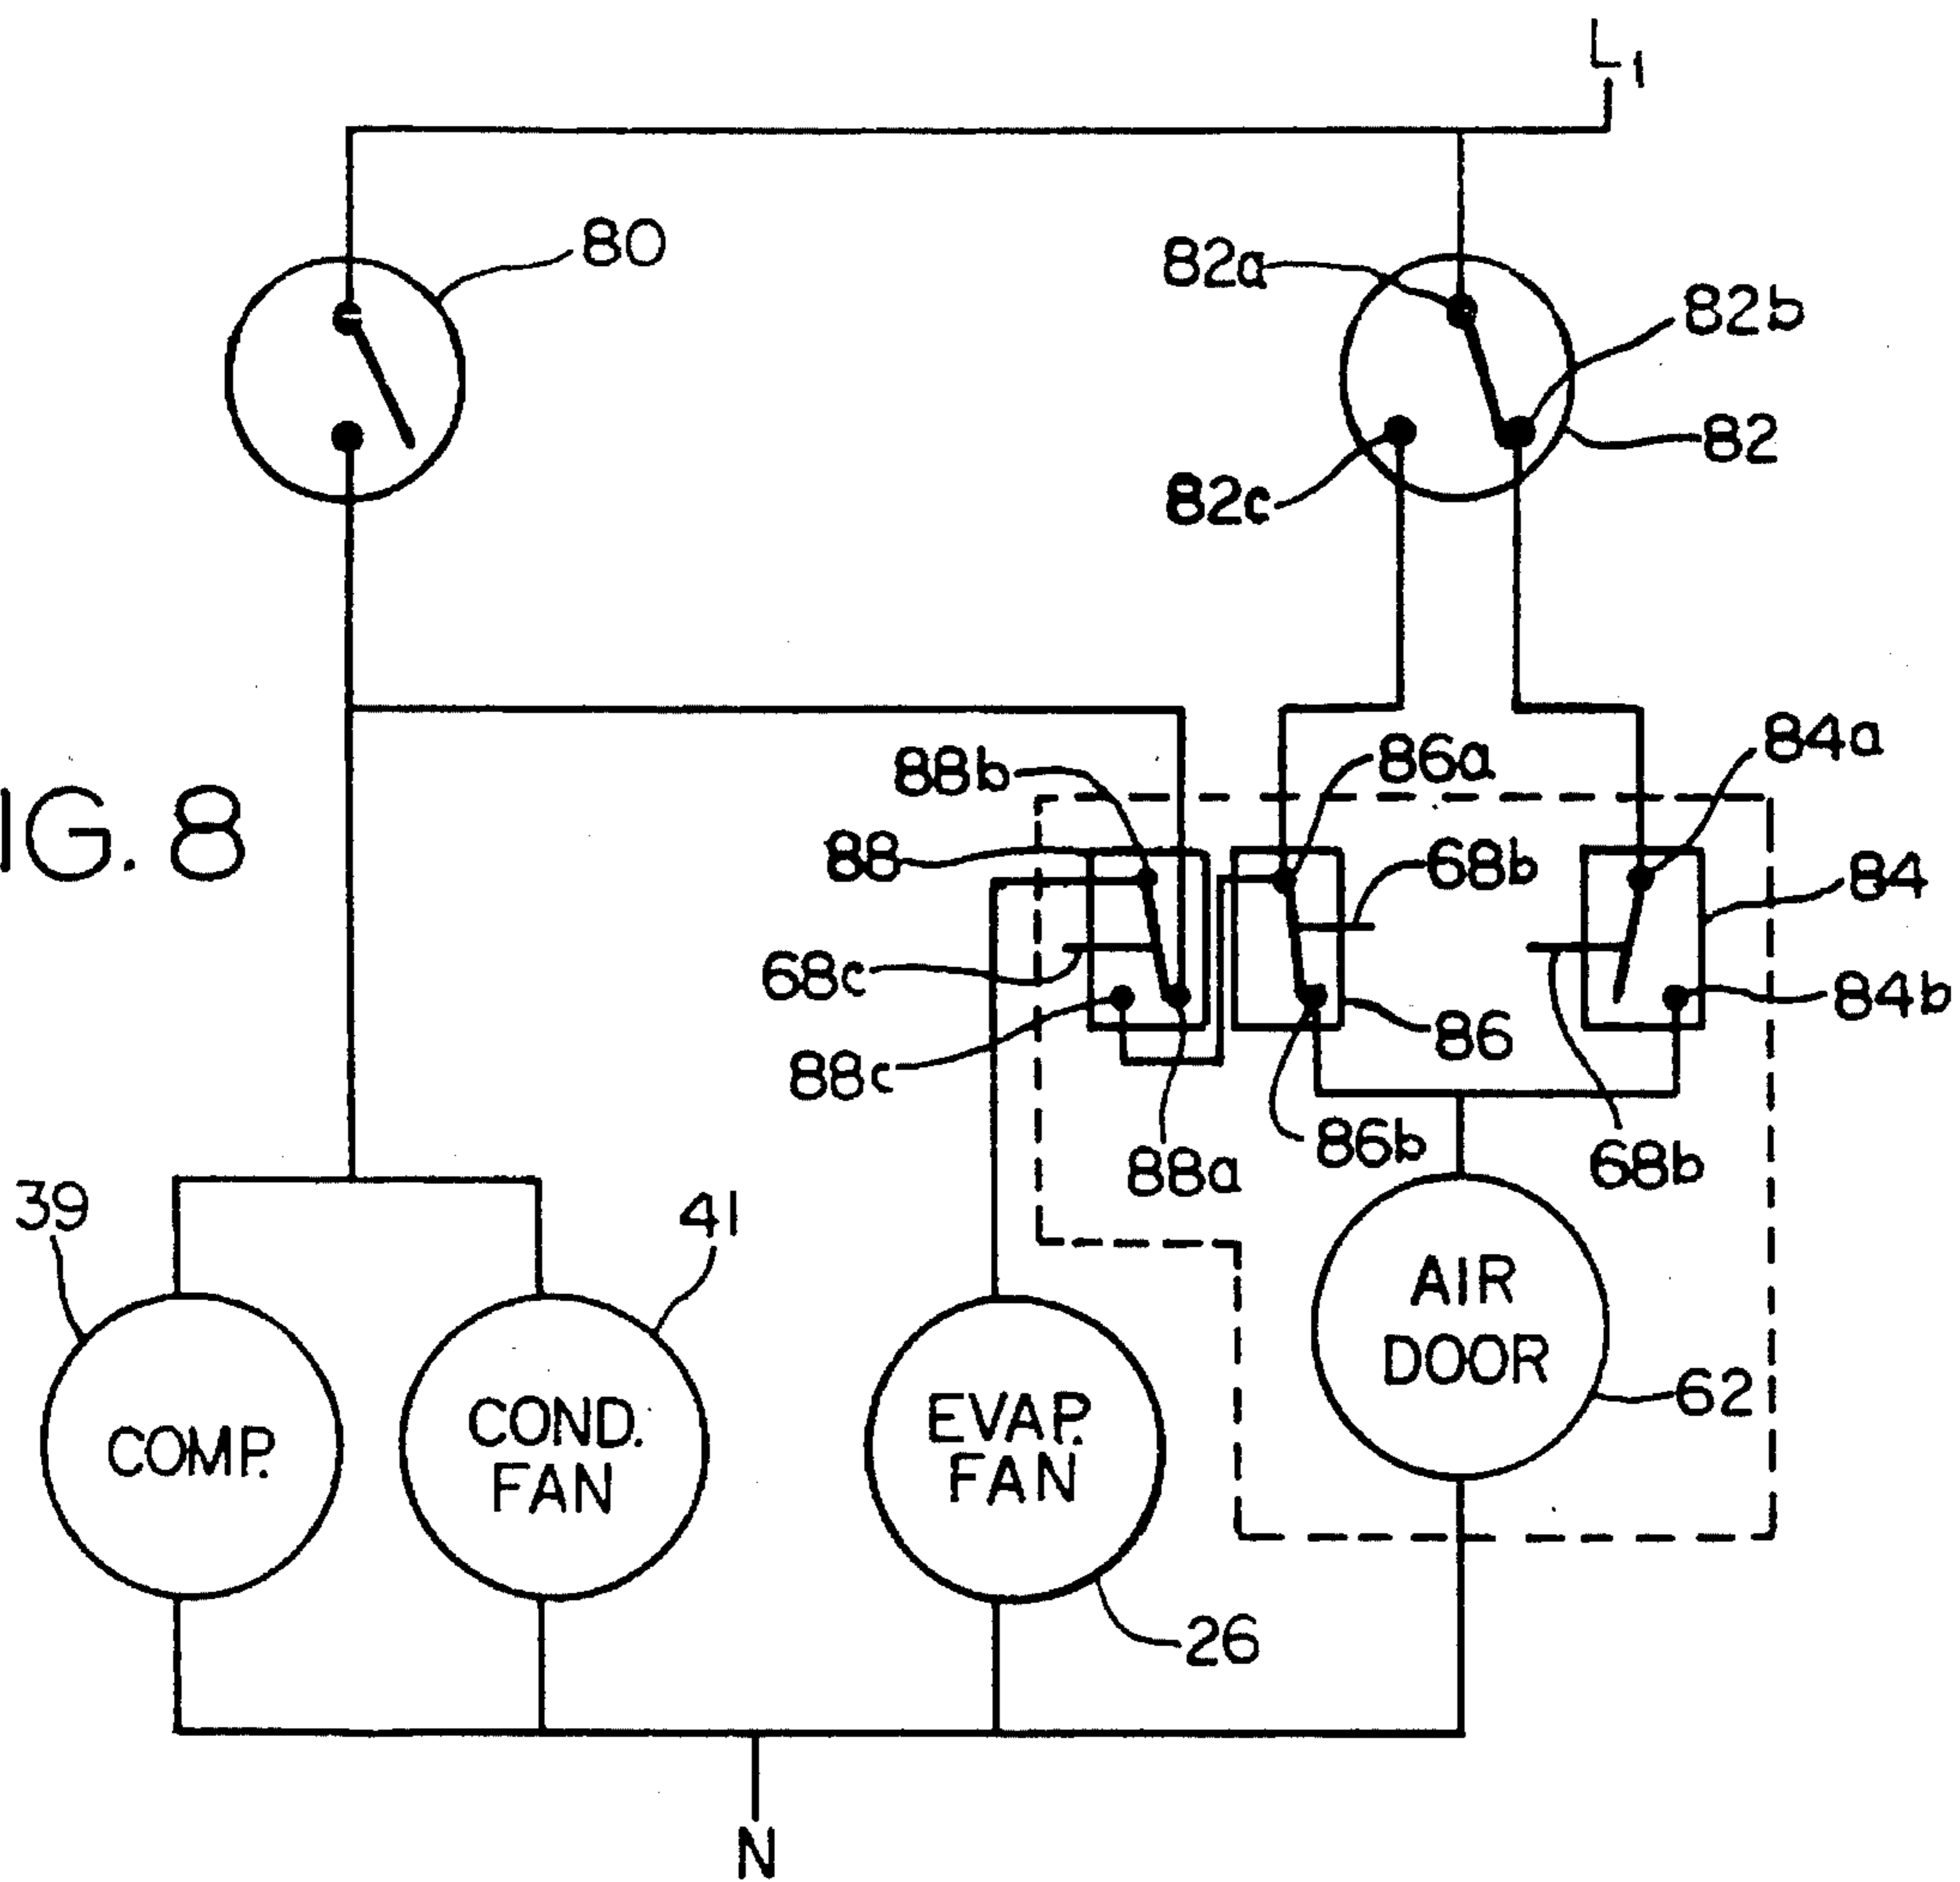 L1
80
82a
82b
82
82c
84a
86a
88b
IG. 8
88
68b
84
68c
84b
86
88c
86b
68b
88a
39
41
AIR
DOOR
62
COMP.
COND.
FAN
EVAP.
FAN
26
N